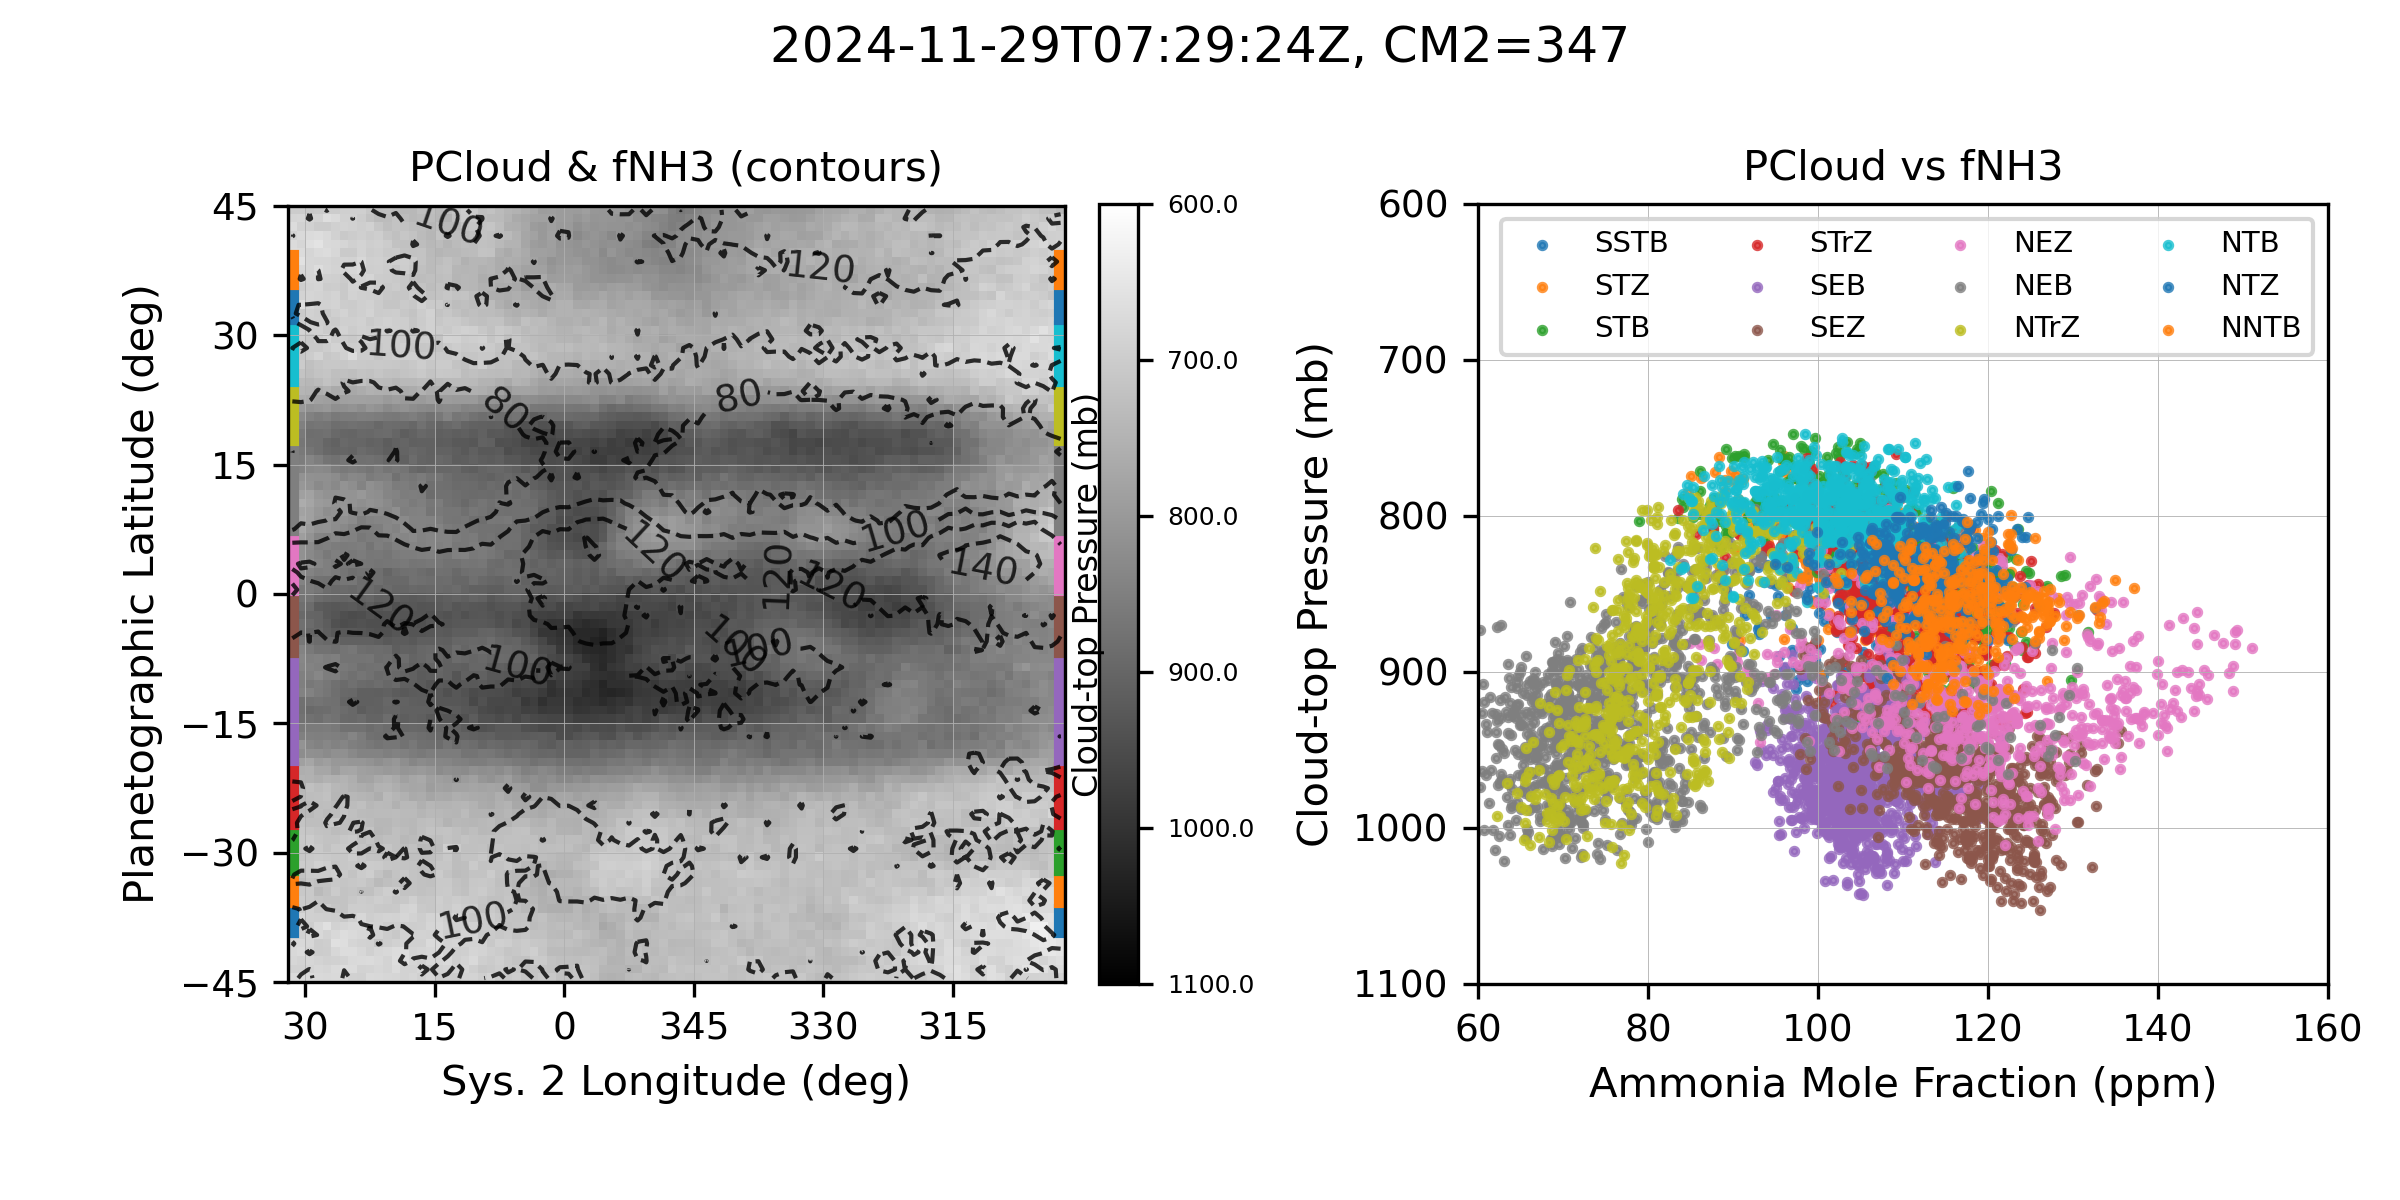 2024-11-29T07:29:24Z, CM2=347
PCloud & fNH3 (contours)
Planetographic Latitude (deg)
45
30
15
0
−15
−30
−45
100
120
100
80
80
120
120
100
140
120
120
100
100
100
100
30
15
0
345
330
315
Sys. 2 Longitude (deg)
Cloud-top Pressure (mb)
600.0
700.0
800.0
900.0
1000.0
1100.0
PCloud vs fNH3
Cloud-top Pressure (mb)
600
700
800
900
1000
1100
SSTB
STZ
STB
STrZ
SEB
SEZ
NEZ
NEB
NTrZ
NTB
NTZ
NNTB
60
80
100
120
140
160
Ammonia Mole Fraction (ppm)